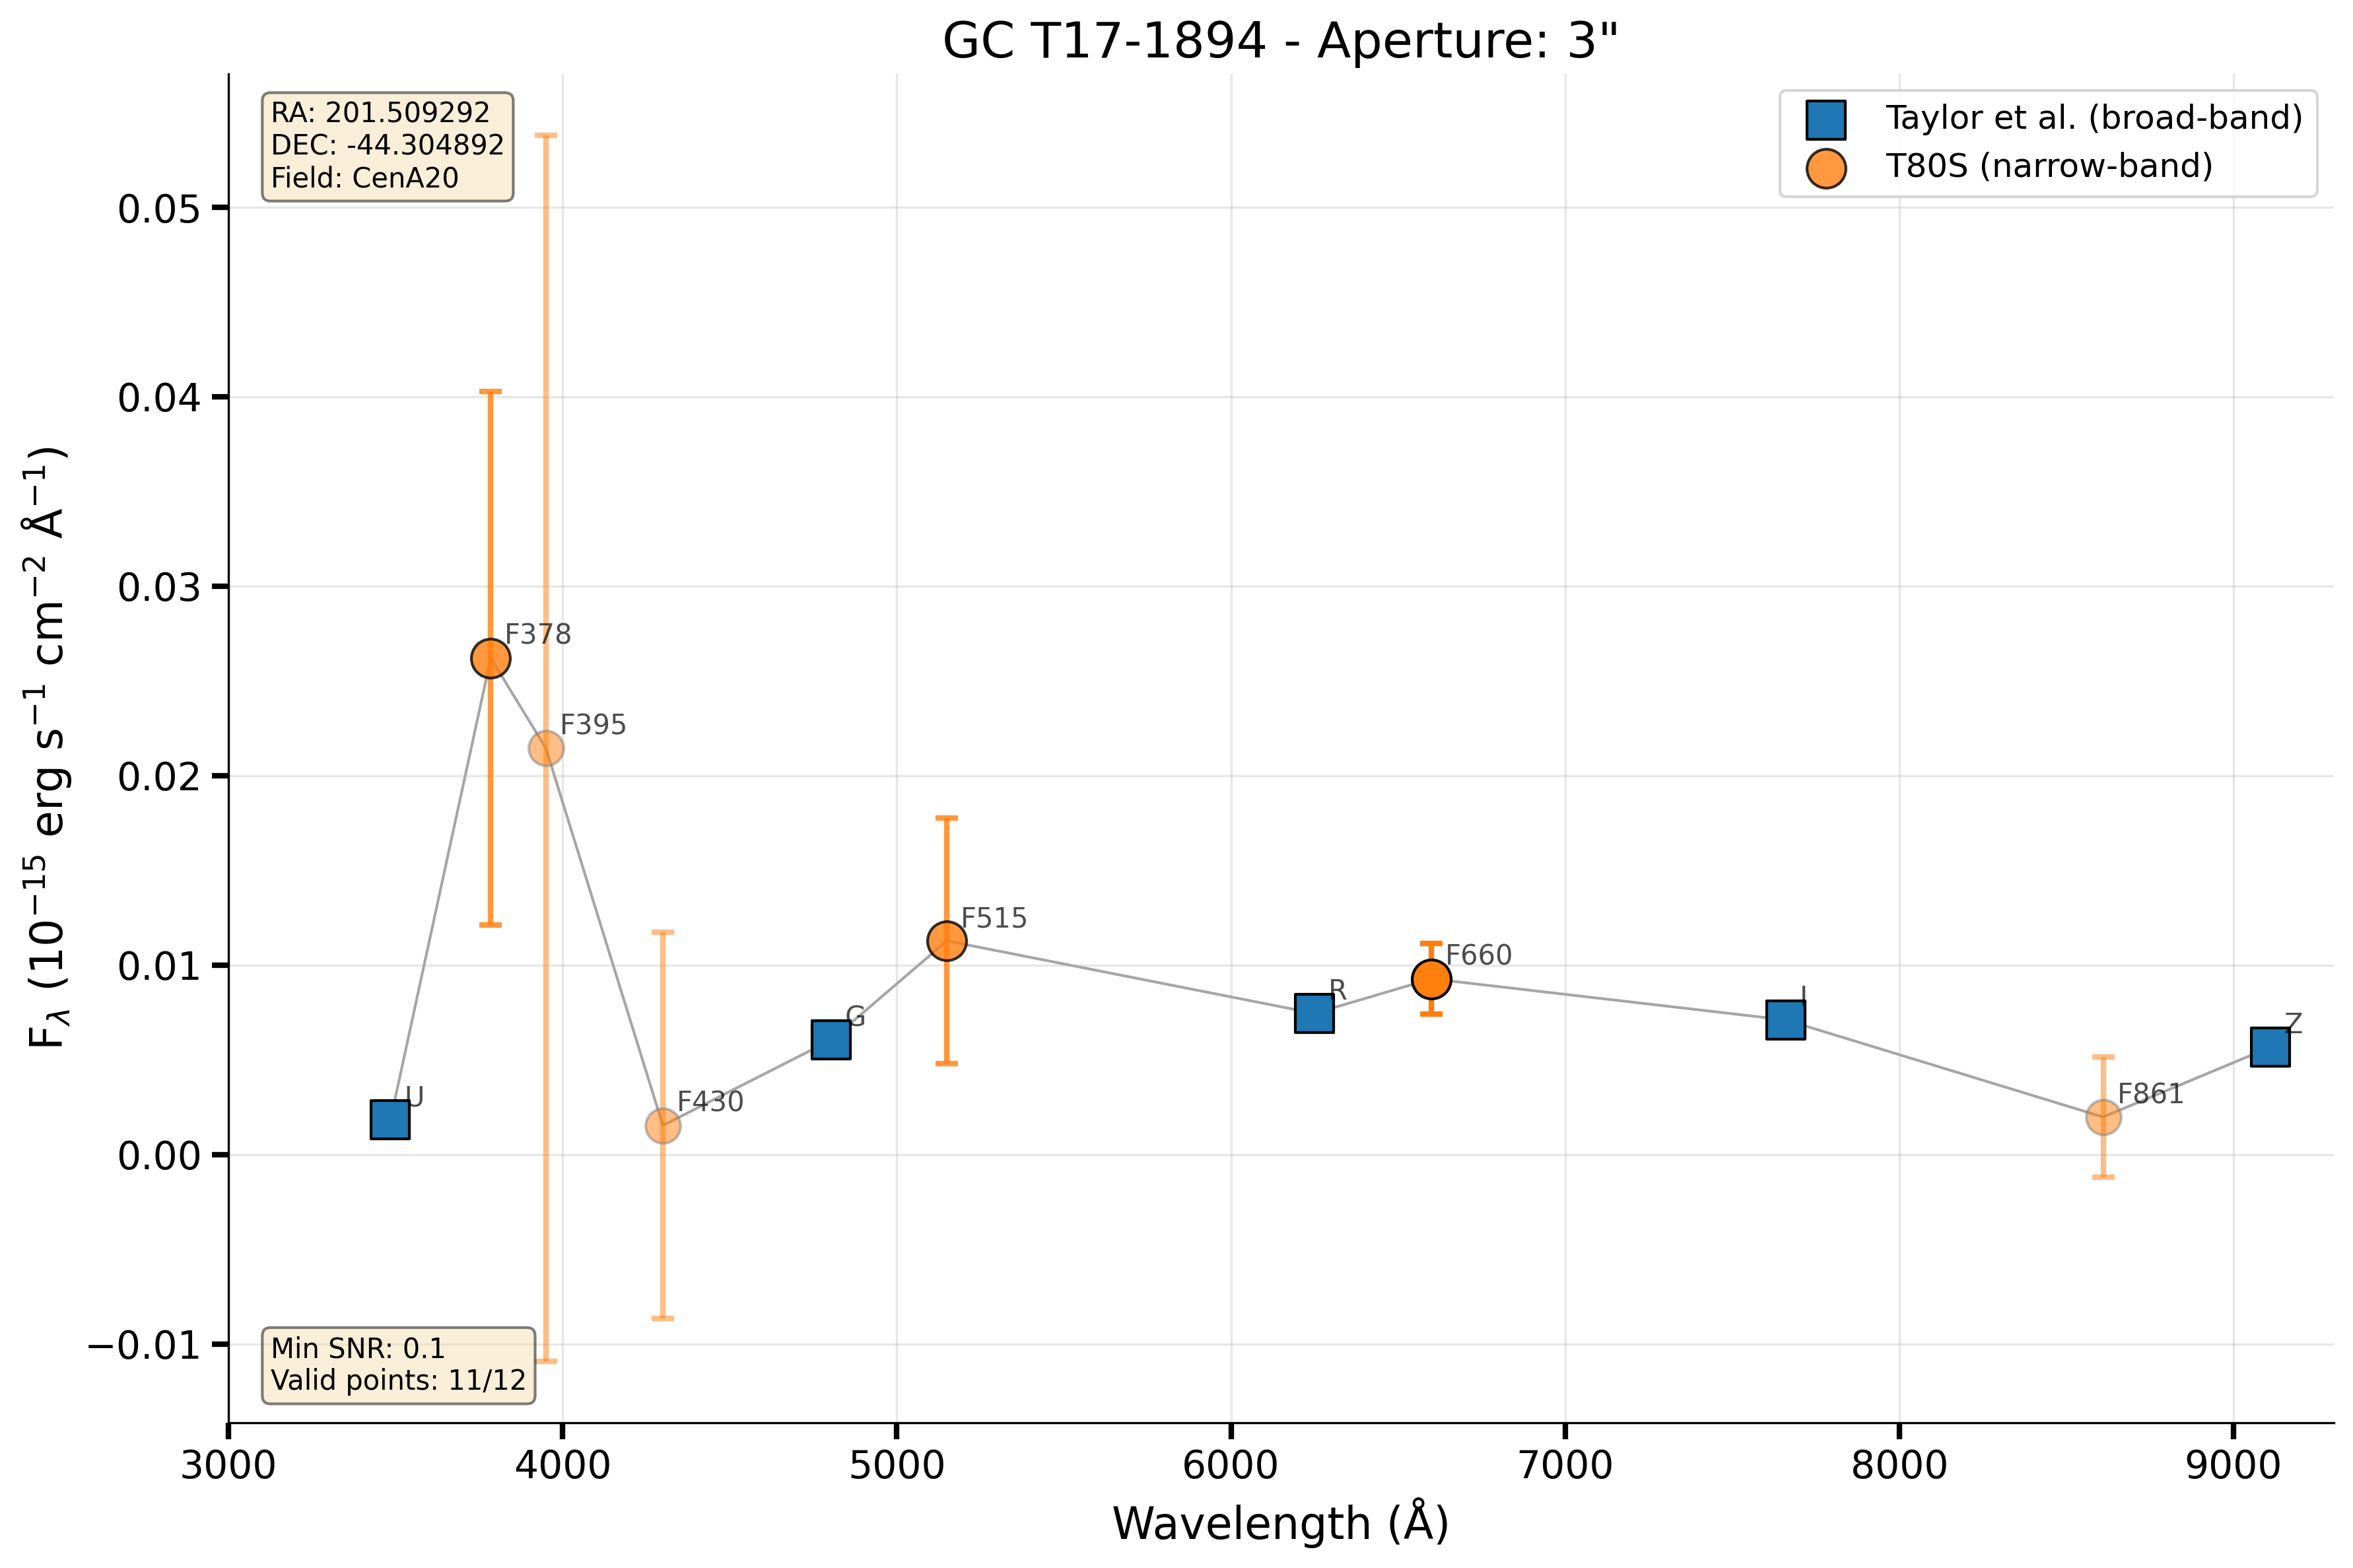 GC T17-1894 - Aperture: 3"
RA: 201.509292
DEC: -44.304892
Field: CenA20
Taylor et al. (broad-band)
T80S (narrow-band)
F$_{\lambda}$ (10$^{-15}$ erg s$^{-1}$ cm$^{-2}$ Å$^{-1}$)
0.05
0.04
0.03
0.02
0.01
0.00
−0.01
U
F378
F395
F430
G
F515
R
F660
I
F861
Z
Min SNR: 0.1
Valid points: 11/12
3000 4000 5000 6000 7000 8000 9000
Wavelength (Å)